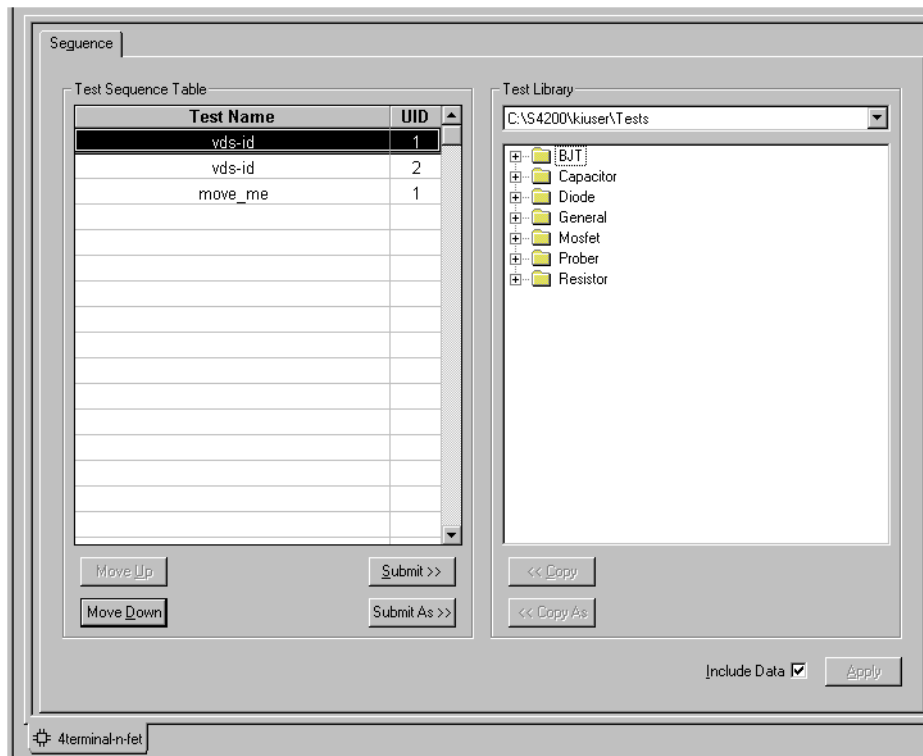 Seguence
Test Sequence Table
Test Name UID
vds-id 1
vds-id 2
move_me 1
Move Up
Submit >>
Move Down
Submit As >>
Test Library
C:\S4200\kiuser\Tests
BJT
Capacitor
Diode
General
Mosfet
Prober
Resistor
<< Copy
<< Copy As
Include Data
Apply
4terminal-n-fet